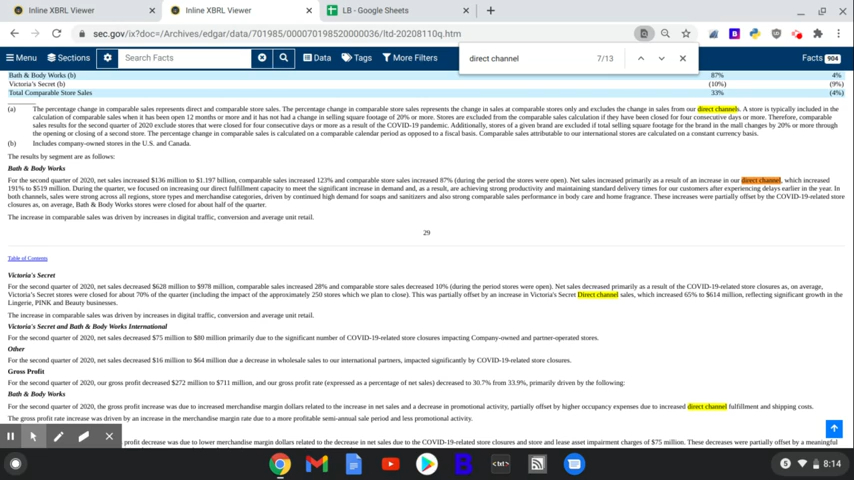 Inline XBRL Viewer
Inline XBRL Viewer
LB - Google Sheets
sec.gov/ix?doc=/Archives/edgar/data/701985/000070198520000036/ltd-20208110q.htm
Menu
Sections
Search Facts
Data
Tags
More Filters
direct channel
7/13
Facts 904
Bath & Body Works (b) 87% 4%
Victoria's Secret (b) (10%) (9%)
Total Comparable Store Sales 33% (4%)
(a) The percentage change in comparable sales represents direct and comparable store sales. The percentage change in comparable store sales represents the change in sales at comparable stores only and excludes the change in sales from our direct channels. A store is typically included in the
calculation of comparable sales when it has been open 12 months or more and it has not had a change in selling square footage of 20% or more. Stores are excluded from the comparable sales calculation if they have been closed for four consecutive days or more. Therefore, comparable
sales results for the second quarter of 2020 exclude stores that were closed for four consecutive days or more as a result of the COVID-19 pandemic. Additionally, stores of a given brand are excluded if total selling square footage for the brand in the mall changes by 20% or more through
the opening or closing of a second store. The percentage change in comparable sales is calculated on a comparable calendar period as opposed to a fiscal basis. Comparable sales attributable to our international stores are calculated on a constant currency basis.
(b) Includes company-owned stores in the U.S. and Canada.
The results by segment are as follows:
Bath & Body Works
For the second quarter of 2020, net sales increased $136 million to $1.197 billion, comparable sales increased 123% and comparable store sales increased 87% (during the period the stores were open). Net sales increased primarily as a result of an increase in our direct channel, which increased
191% to $519 million. During the quarter, we focused on increasing our direct fulfillment capacity to meet the significant increase in demand and, as a result, are achieving strong productivity and maintaining standard delivery times for our customers after experiencing delays earlier in the year. In
both channels, sales were strong across all regions, store types and merchandise categories, driven by continued high demand for soaps and sanitizers and also strong comparable sales performance in body care and home fragrance. These increases were partially offset by the COVID-19-related store
closures as, on average, Bath & Body Works stores were closed for about half of the quarter.
The increase in comparable sales was driven by increases in digital traffic, conversion and average unit retail.
29
Table of Contents
Victoria's Secret
For the second quarter of 2020, net sales decreased $628 million to $978 million, comparable sales increased 28% and comparable store sales decreased 10% (during the period stores were open). Net sales decreased primarily as a result of the COVID-19-related store closures as, on average,
Victoria's Secret stores were closed for about 70% of the quarter (including the impact of the approximately 250 stores which we plan to close). This was partially offset by an increase in Victoria's Secret Direct channel sales, which increased 65% to $614 million, reflecting significant growth in the
Lingerie, PINK and Beauty businesses.
The increase in comparable sales was driven by increases in digital traffic, conversion and average unit retail.
Victoria's Secret and Bath & Body Works International
For the second quarter of 2020, net sales decreased $75 million to $80 million primarily due to the significant number of COVID-19-related store closures impacting Company-owned and partner-operated stores.
Other
For the second quarter of 2020, net sales decreased $16 million to $64 million due a decrease in wholesale sales to our international partners, impacted significantly by COVID-19-related store closures.
Gross Profit
For the second quarter of 2020, our gross profit decreased $272 million to $711 million, and our gross profit rate (expressed as a percentage of net sales) decreased to 30.7% from 33.9%, primarily driven by the following:
Bath & Body Works
For the second quarter of 2020, the gross profit increase was due to increased merchandise margin dollars related to the increase in net sales and a decrease in promotional activity, partially offset by higher occupancy expenses due to increased direct channel fulfillment and shipping costs.
The gross profit rate increase was driven by an increase in the merchandise margin rate due to a more profitable semi-annual sale period and less promotional activity.
profit decrease was due to lower merchandise margin dollars related to the decrease in net sales due to the COVID-19-related store closures and store and lease asset impairment charges of $75 million. These decreases were partially offset by a meaningful
<txt>
5
8:14